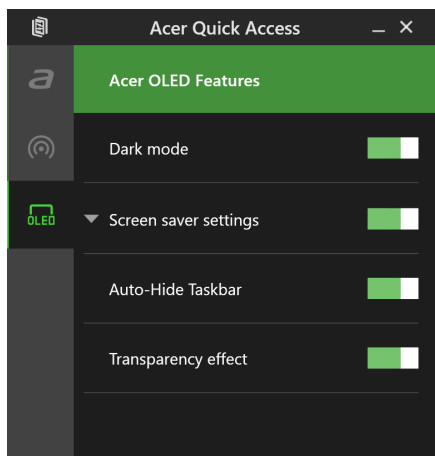 Acer Quick Access
a
Acer OLED Features
Dark mode
OLED
Screen saver settings
Auto-Hide Taskbar
Transparency effect